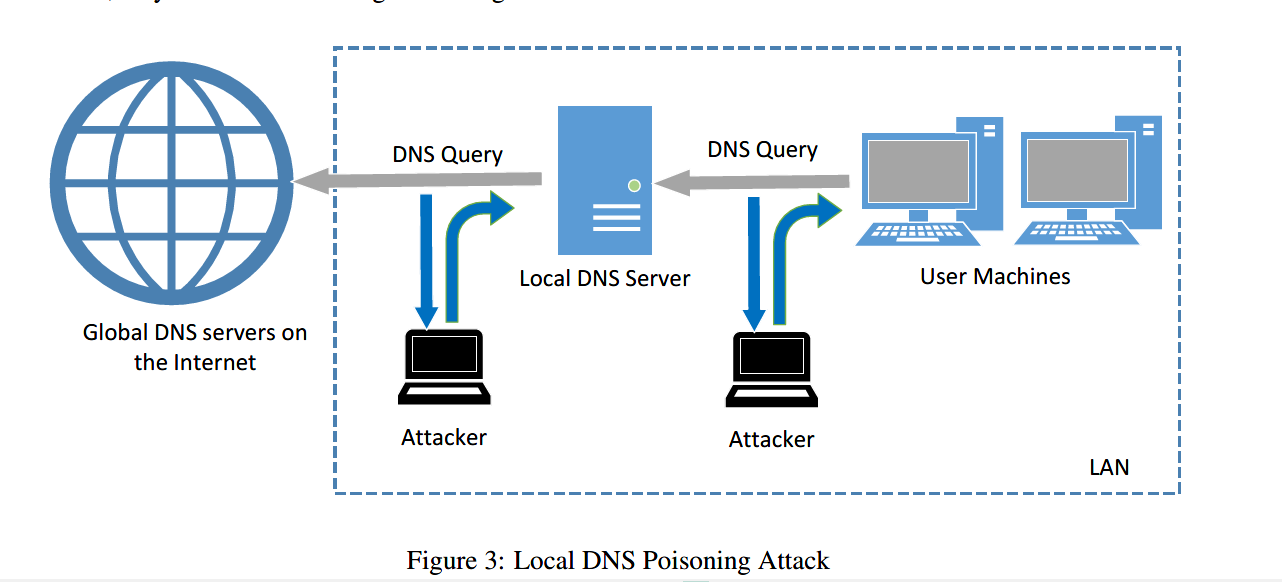 DNS Query
DNS Query
Local DNS Server
User Machines
Global DNS servers on
the Internet
Attacker
Attacker
LAN
Figure 3: Local DNS Poisoning Attack